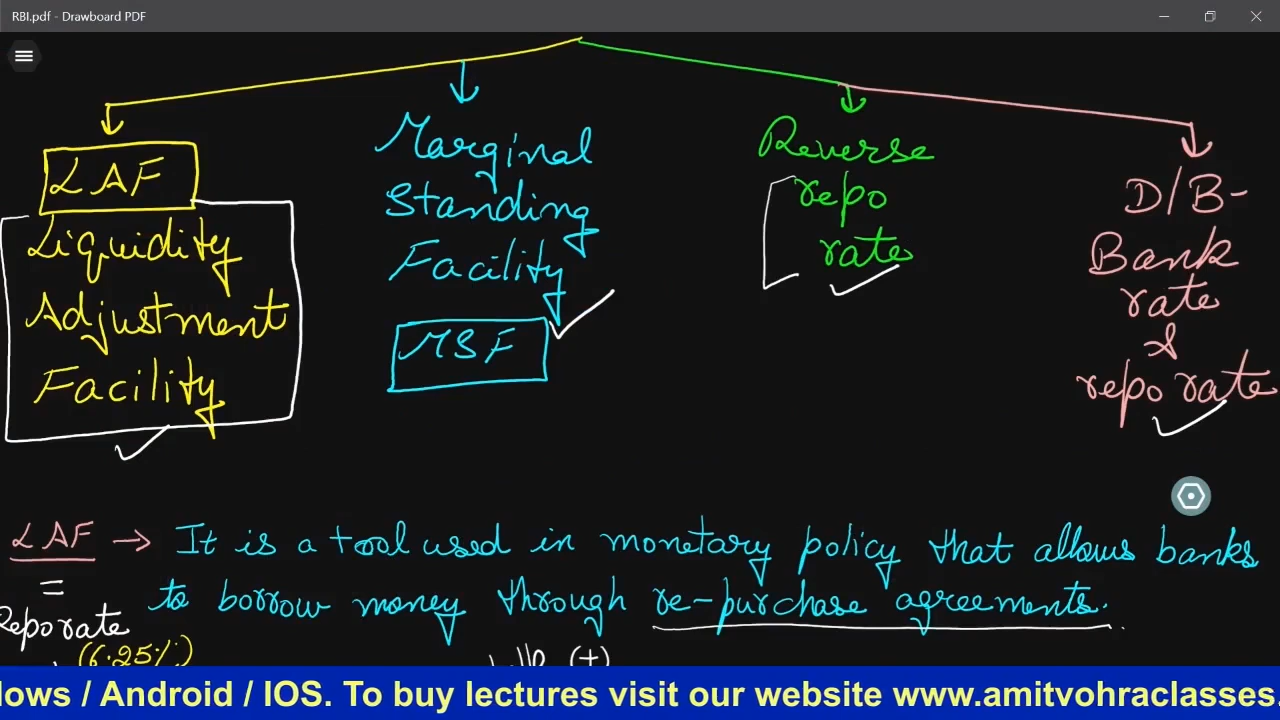 RBI.pdf - Drawboard PDF
LAF
Liquidity
Adjustment
Facility
Marginal
Standing
Facility
MSF
Reverse
repo
rate
D/B-
Bank
rate
&
repo rate
LAF → It is a tool used in monetary policy that allows banks
= to borrow money through re-purchase agreements.
Repo rate
(6.25%)
(+)
lows / Android / IOS. To buy lectures visit our website www.amitvohraclasses.